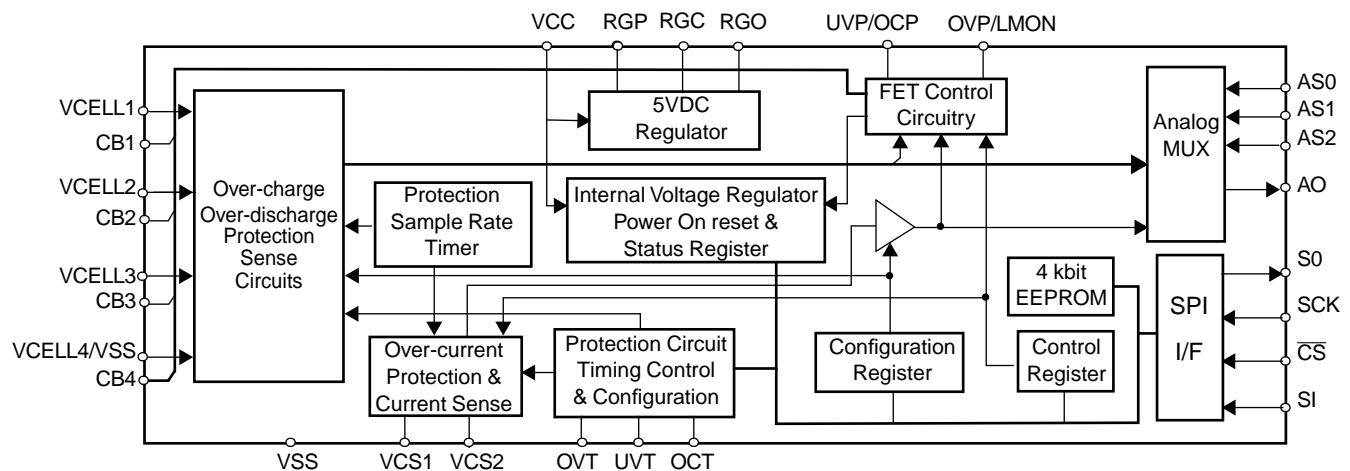 VCC RGP RGC RGO UVP/OCP OVP/LMON
VCELL1
CB1
VCELL2
CB2
VCELL3
CB3
VCELL4/VSS
CB4
Over-charge
Over-discharge
Protection
Sense
Circuits
5VDC
Regulator
FET Control
Circuitry
Analog
MUX
AS0
AS1
AS2
AO
Protection
Sample Rate
Timer
Internal Voltage Regulator
Power On reset &
Status Register
4 kbit
EEPROM
SPI
I/F
S0
SCK
CS
SI
Over-current
Protection &
Current Sense
Protection Circuit
Timing Control
& Configuration
Configuration
Register
Control
Register
VSS VCS1 VCS2 OVT UVT OCT